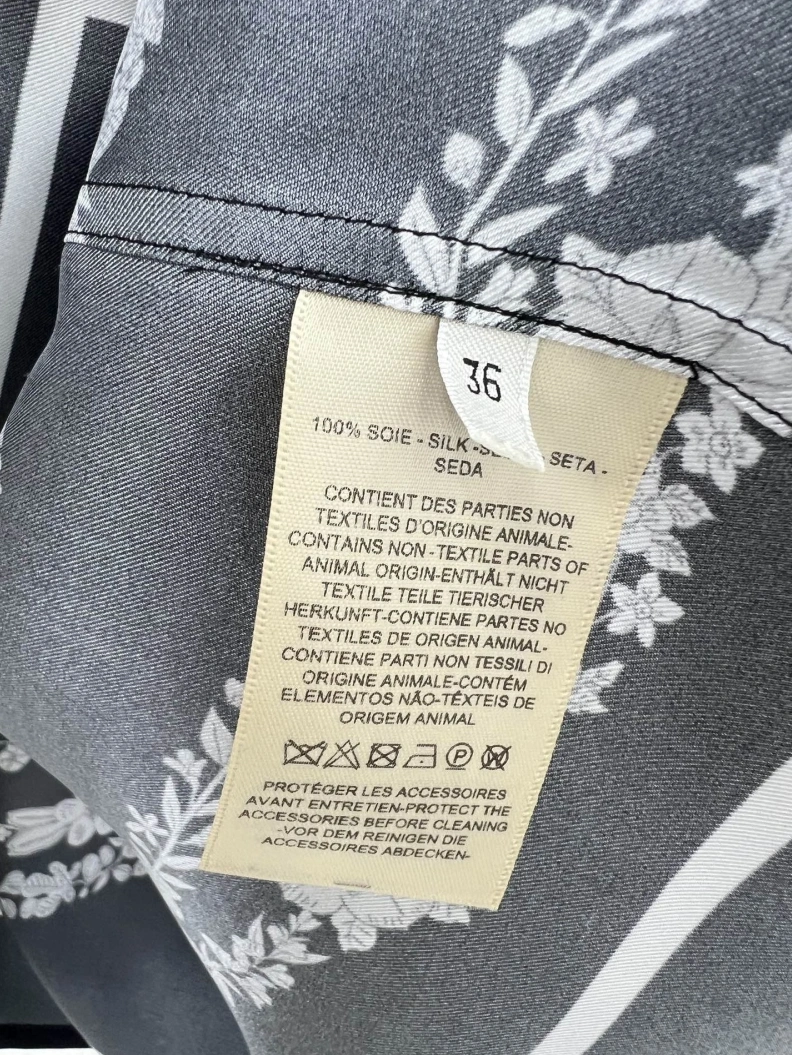 36
100% SOIE - SILK - SETA -
SEDA
CONTIENT DES PARTIES NON
TEXTILES D'ORIGINE ANIMALE-
CONTAINS NON-TEXTILE PARTS OF
ANIMAL ORIGIN-ENTHÄLT NICHT
TEXTILE TEILE TIERISCHER
HERKUNFT-CONTIENE PARTES NO
TEXTILES DE ORIGEN ANIMAL-
CONTIENE PARTI NON TESSILI DI
ORIGINE ANIMALE-CONTÉM
ELEMENTOS NÃO-TÊXTEIS DE
ORIGEM ANIMAL
P W
PROTÉGER LES ACCESSOIRES
AVANT ENTRETIEN-PROTECT THE
ACCESSORIES BEFORE CLEANING
-VOR DEM REINIGEN DIE
ACCESSOIRES ABDECKEN-